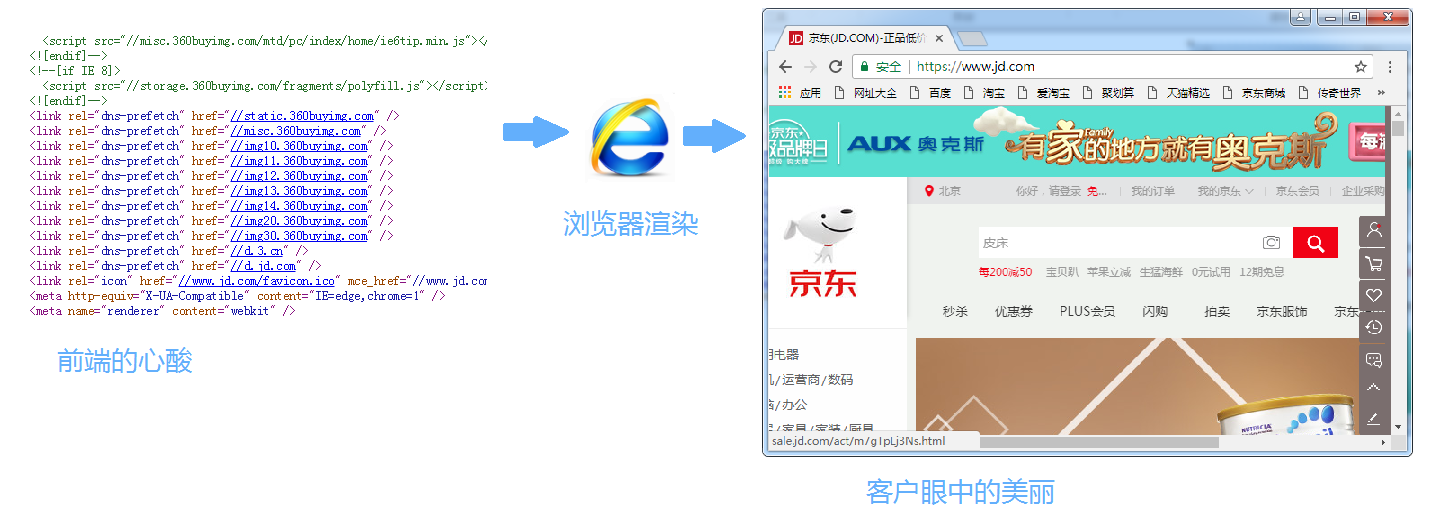 <script src="//misc.360buyimg.com/mtd/pc/index/home/ie6tip.min.js"></
<![endif]-->
<!--[if IE 8]>
<script src="//storage.360buyimg.com/fragments/polyfill.js"></script>
<![endif]-->
<link rel="dns-prefetch" href="//static.360buyimg.com" />
<link rel="dns-prefetch" href="//misc.360buyimg.com" />
<link rel="dns-prefetch" href="//img10.360buyimg.com" />
<link rel="dns-prefetch" href="//img11.360buyimg.com" />
<link rel="dns-prefetch" href="//img12.360buyimg.com" />
<link rel="dns-prefetch" href="//img13.360buyimg.com" />
<link rel="dns-prefetch" href="//img14.360buyimg.com" />
<link rel="dns-prefetch" href="//img20.360buyimg.com" />
<link rel="dns-prefetch" href="//img30.360buyimg.com" />
<link rel="dns-prefetch" href="//d.3.cn" />
<link rel="dns-prefetch" href="//d.jd.com" />
<link rel="icon" href="//www.jd.com/favicon.ico" mce_href="//www.jd.com
<meta http-equiv="X-UA-Compatible" content="IE=edge,chrome=1" />
<meta name="renderer" content="webkit" />
前端的心酸
浏览器渲染
JD 京东(JD.COM)-正品低价
安全 https://www.jd.com
应用 网址大全 百度 淘宝 爱淘宝 聚划算 天猫精选 京东商城 传奇世界 »
京东
级品牌日
AUX 奥克斯
有家的地方就有奥克斯
Family
每满
北京 你好，请登录 免... 我的订单 我的京东 京东会员 企业采购
京东
皮床
每200减50 宝贝趴 苹果立减 生猛海鲜 0元试用 12期免息
秒杀 优惠券 PLUS会员 闪购 拍卖 京东服饰 京东
用电器
几/运营商/数码
脑/办公
/家具/家装/厨具
sale.jd.com/act/m7g1pLj3Ns.html
客户眼中的美丽